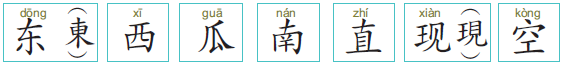 dōng xī guā nán zhí xiàn kòng
东（東） 西 瓜 南 直 现（現） 空